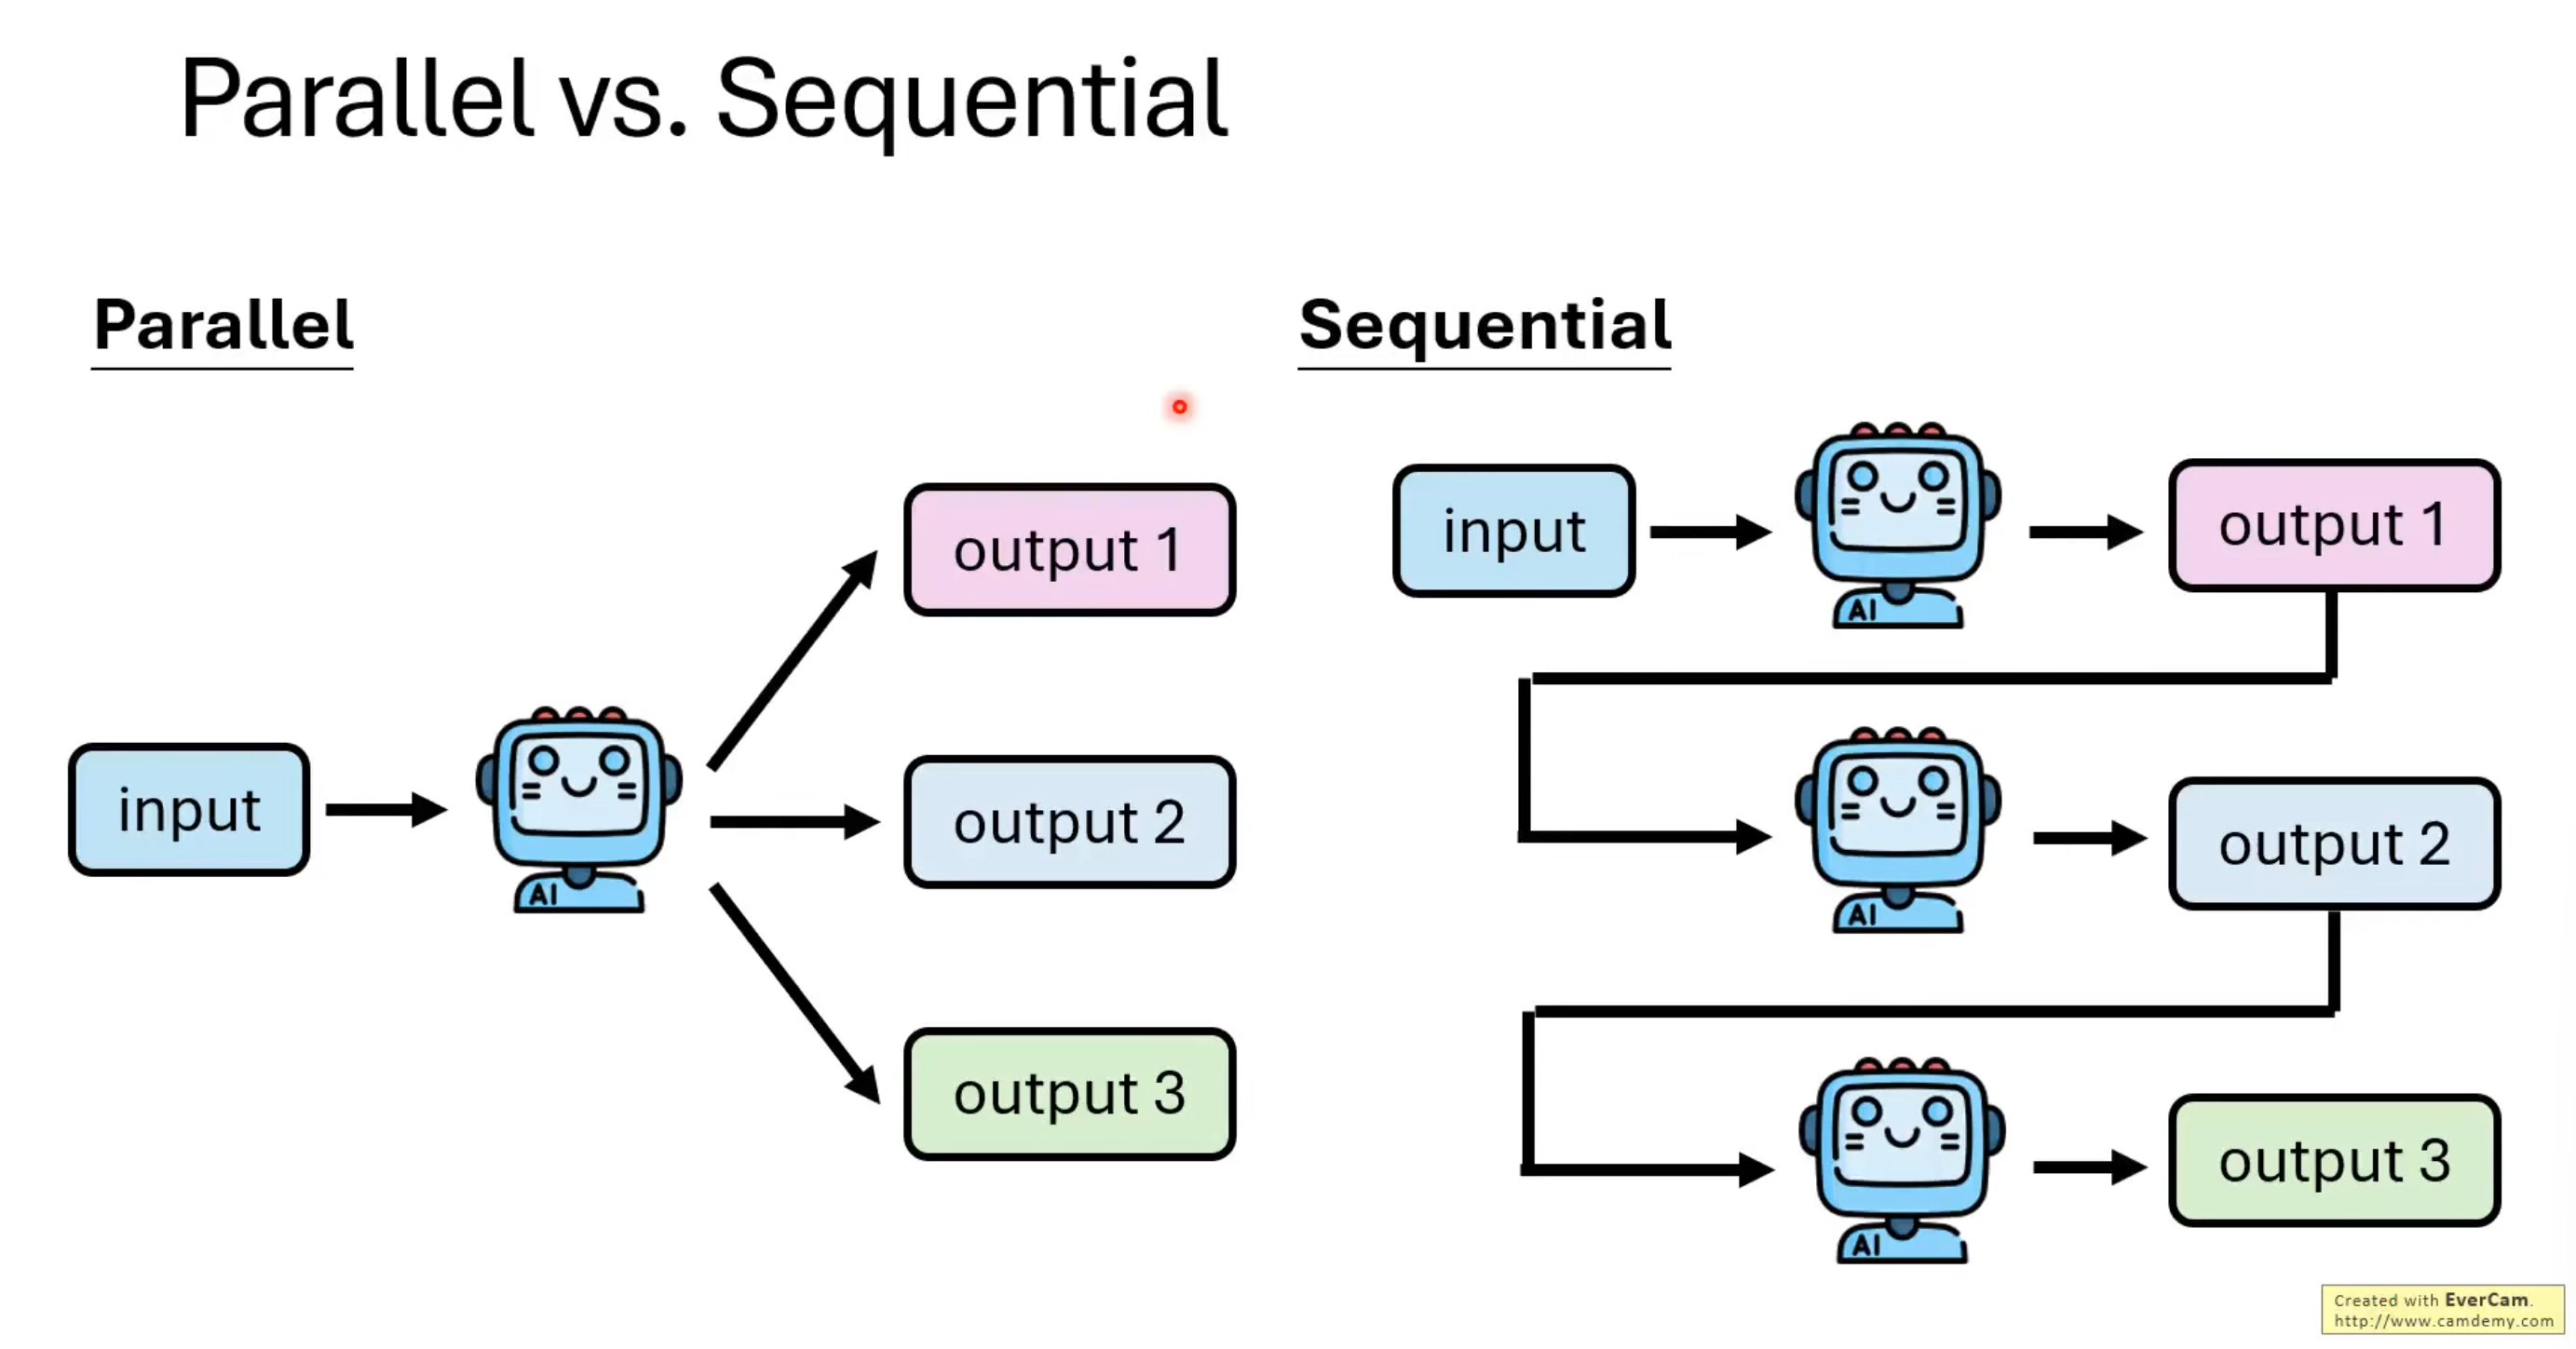 Parallel vs. Sequential
Parallel
input
AI
output 1
output 2
output 3
Sequential
input
AI
output 1
AI
output 2
AI
output 3
Created with EverCam.
http://www.camdemy.com